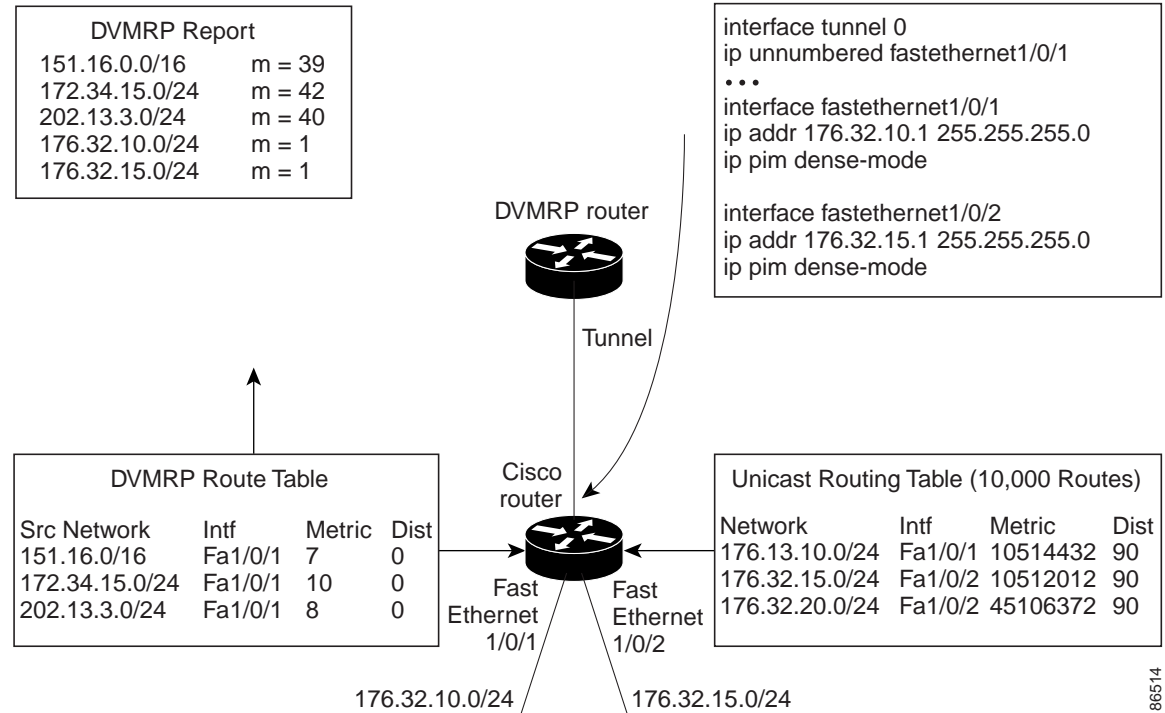 DVMRP Report
151.16.0.0/16 m = 39
172.34.15.0/24 m = 42
202.13.3.0/24 m = 40
176.32.10.0/24 m = 1
176.32.15.0/24 m = 1
interface tunnel 0
ip unnumbered fastethernet1/0/1
• • •
interface fastethernet1/0/1
ip addr 176.32.10.1 255.255.255.0
ip pim dense-mode
interface fastethernet1/0/2
ip addr 176.32.15.1 255.255.255.0
ip pim dense-mode
DVMRP router
Tunnel
DVMRP Route Table
Src Network Intf Metric Dist
151.16.0/16 Fa1/0/1 7 0
172.34.15.0/24 Fa1/0/1 10 0
202.13.3.0/24 Fa1/0/1 8 0
Cisco
router
Unicast Routing Table (10,000 Routes)
Network Intf Metric Dist
176.13.10.0/24 Fa1/0/1 10514432 90
176.32.15.0/24 Fa1/0/2 10512012 90
176.32.20.0/24 Fa1/0/2 45106372 90
Fast
Ethernet
1/0/1
Fast
Ethernet
1/0/2
176.32.10.0/24
176.32.15.0/24
86514